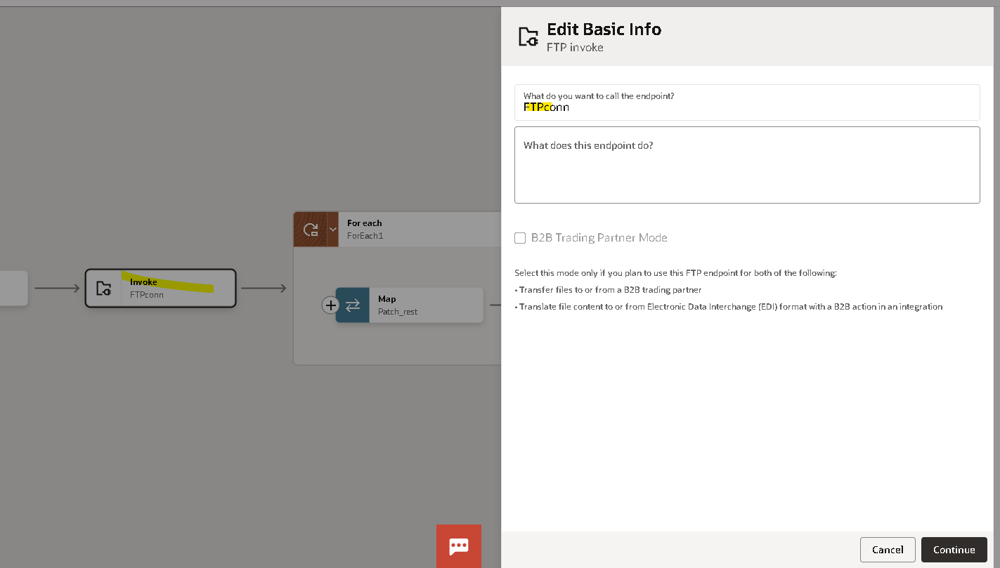 Edit Basic Info
FTP invoke
What do you want to call the endpoint?
FTPconn
What does this endpoint do?
B2B Trading Partner Mode
Select this mode only if you plan to use this FTP endpoint for both of the following:
• Transfer files to or from a B2B trading partner
• Translate file content to or from Electronic Data Interchange (EDI) format with a B2B action in an integration
Cancel
Continue
Invoke
FTPconn
For each
ForEach1
Map
Patch_rest